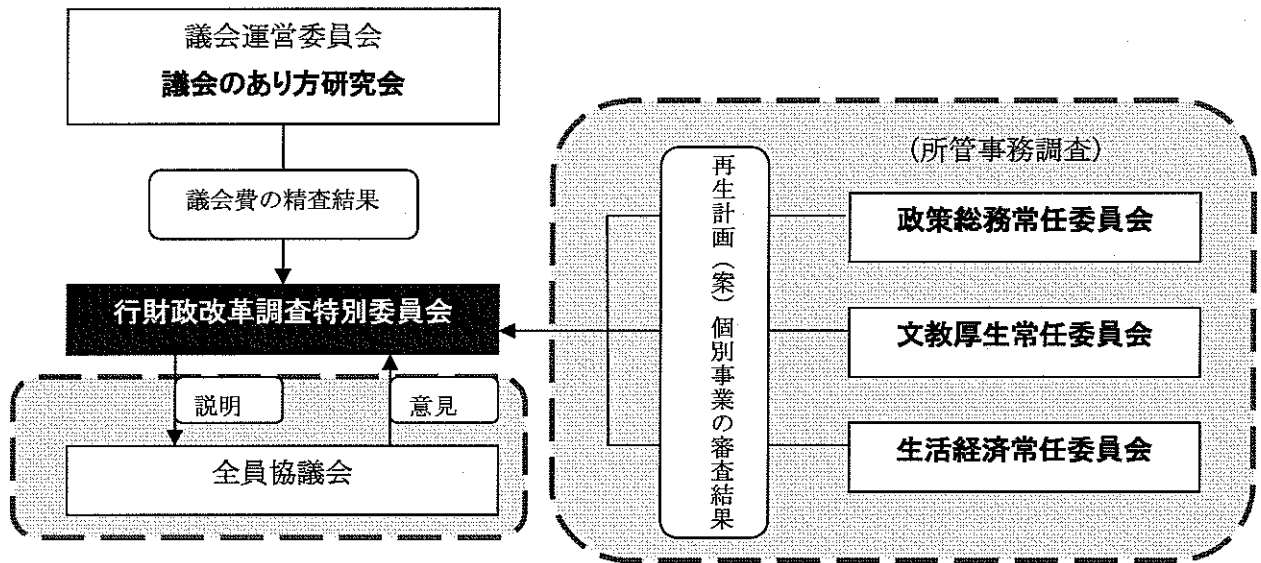 議会運営委員会
議会のあり方研究会
議会費の精査結果
行財政改革調査特別委員会
説明
意見
全員協議会
(所管事務調査)
再生計画(案)個別事業の審査結果
政策総務常任委員会
文教厚生常任委員会
生活経済常任委員会